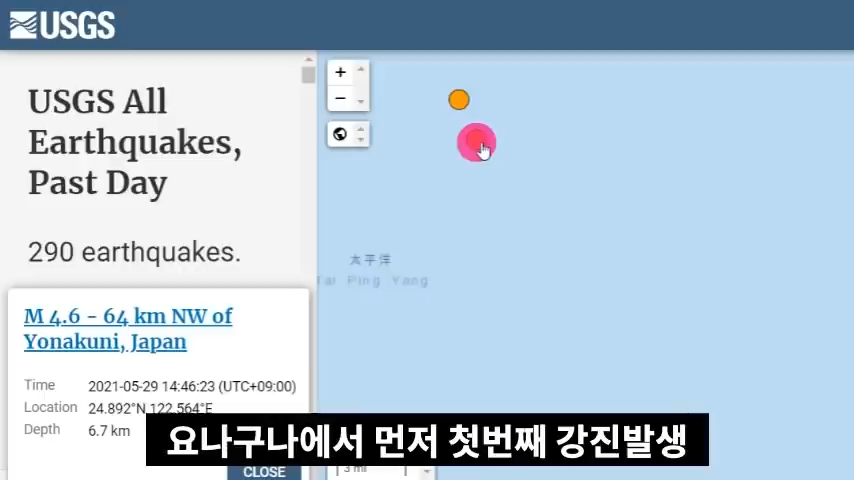 USGS
USGS All
Earthquakes,
Past Day
290 earthquakes.
M 4.6 - 64 km NW of
Yonakuni, Japan
Time 2021-05-29 14:46:23 (UTC+09:00)
Location 24.892°N 122.564°E
Depth 6.7 km
CLOSE
+
−
太平洋
Tai Ping Yang
3 mi
요나구나에서 먼저 첫번째 강진발생